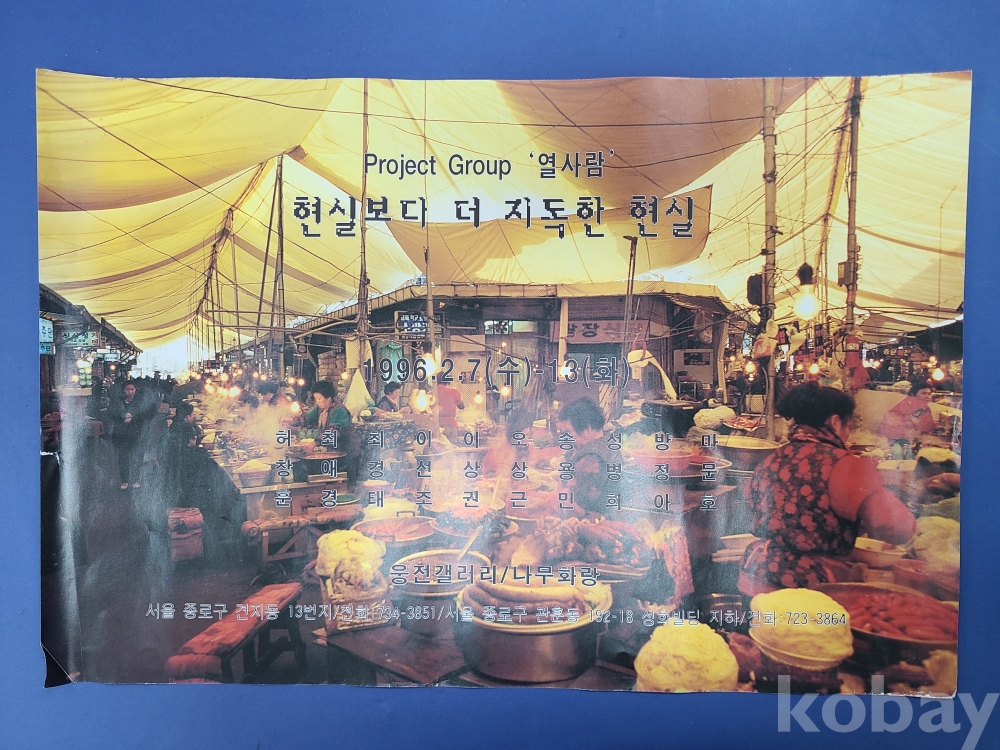 Project Group ‘열사람’
현실보다 더 지독한 현실
1996.2.7(수)-13(화)
마문호
방정아
성병희
송용민
오상근
이상권
이선조
최경태
최애경
허창훈
웅전갤러리/나무화랑
서울 종로구 견지동 13번지/전화:734-3851/서울 종로구 관훈동 192-18 성호빌딩 지하/전화:723-3864
주단
kobay